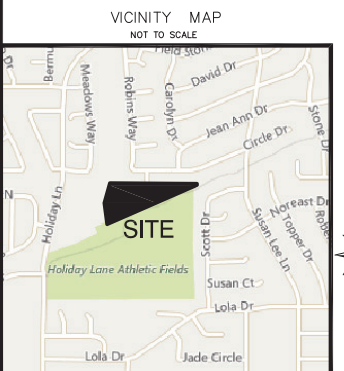 VICINITY MAP
NOT TO SCALE
David Dr
Meadows Way
Robins Way
Carolyn Dr
Jean Ann Dr
Stone Dr
Circle Dr
N
Holiday Ln
SITE
Scott Dr
Noreast Dr
Topper Dr
Susan Lee Ln
Holiday Lane Athletic Fields
Susan Ct
Lola Dr
Lola Dr
Jade Circle